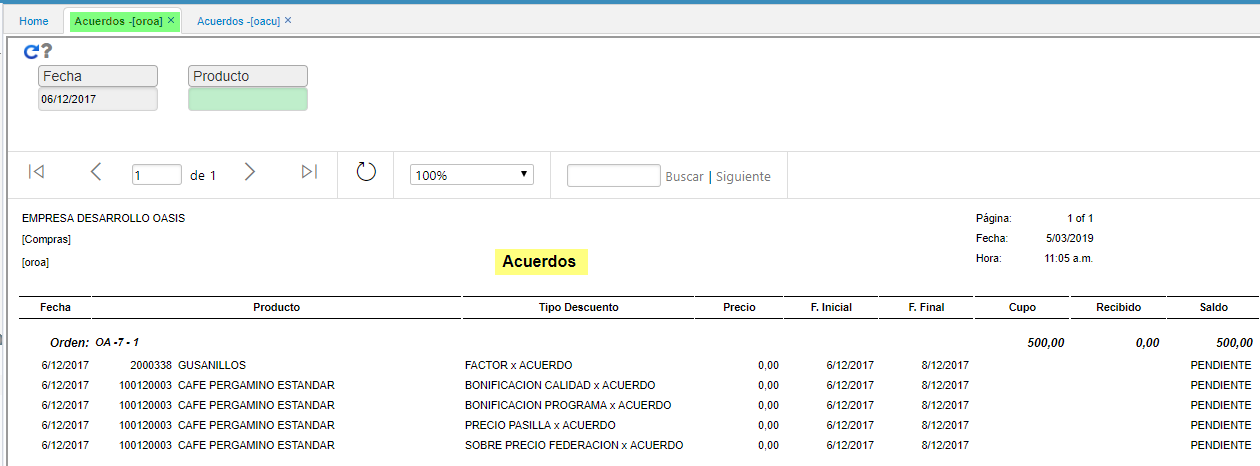 Home Acuerdos -[oroa] × Acuerdos -[oacu] ×
?
Fecha Producto
06/12/2017
1 de 1 100% Buscar | Siguiente
EMPRESA DESARROLLO OASIS Página: 1 of 1
[Compras] Fecha: 5/03/2019
[oroa] Acuerdos Hora: 11:05 a.m.
Fecha Producto Tipo Descuento Precio F. Inicial F. Final Cupo Recibido Saldo
Orden: OA -7 - 1 500,00 0,00 500,00
6/12/2017 2000338 GUSANILLOS FACTOR x ACUERDO 0,00 6/12/2017 8/12/2017 PENDIENTE
6/12/2017 100120003 CAFE PERGAMINO ESTANDAR BONIFICACION CALIDAD x ACUERDO 0,00 6/12/2017 8/12/2017 PENDIENTE
6/12/2017 100120003 CAFE PERGAMINO ESTANDAR BONIFICACION PROGRAMA x ACUERDO 0,00 6/12/2017 8/12/2017 PENDIENTE
6/12/2017 100120003 CAFE PERGAMINO ESTANDAR PRECIO PASILLA x ACUERDO 0,00 6/12/2017 8/12/2017 PENDIENTE
6/12/2017 100120003 CAFE PERGAMINO ESTANDAR SOBRE PRECIO FEDERACION x ACUERDO 0,00 6/12/2017 8/12/2017 PENDIENTE